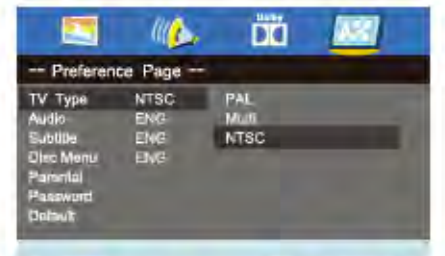 Dolby
-- Preference Page --
TV Type NTSC PAL
Audio ENG Multi
Subtitle ENG NTSC
Disc Menu ENG
Parental
Password
Default